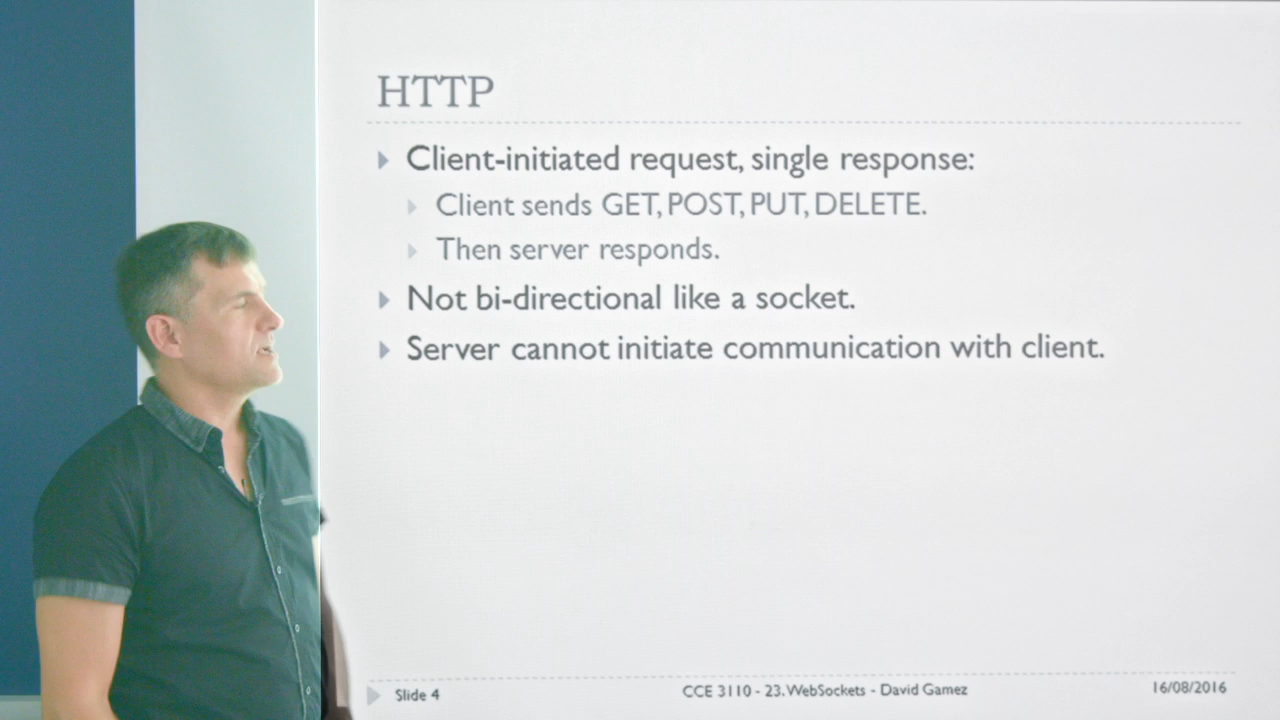 HTTP
Client-initiated request, single response:
Client sends GET, POST, PUT, DELETE.
Then server responds.
Not bi-directional like a socket.
Server cannot initiate communication with client.
Slide 4
CCE 3110 - 23. WebSockets - David Gamez
16/08/2016